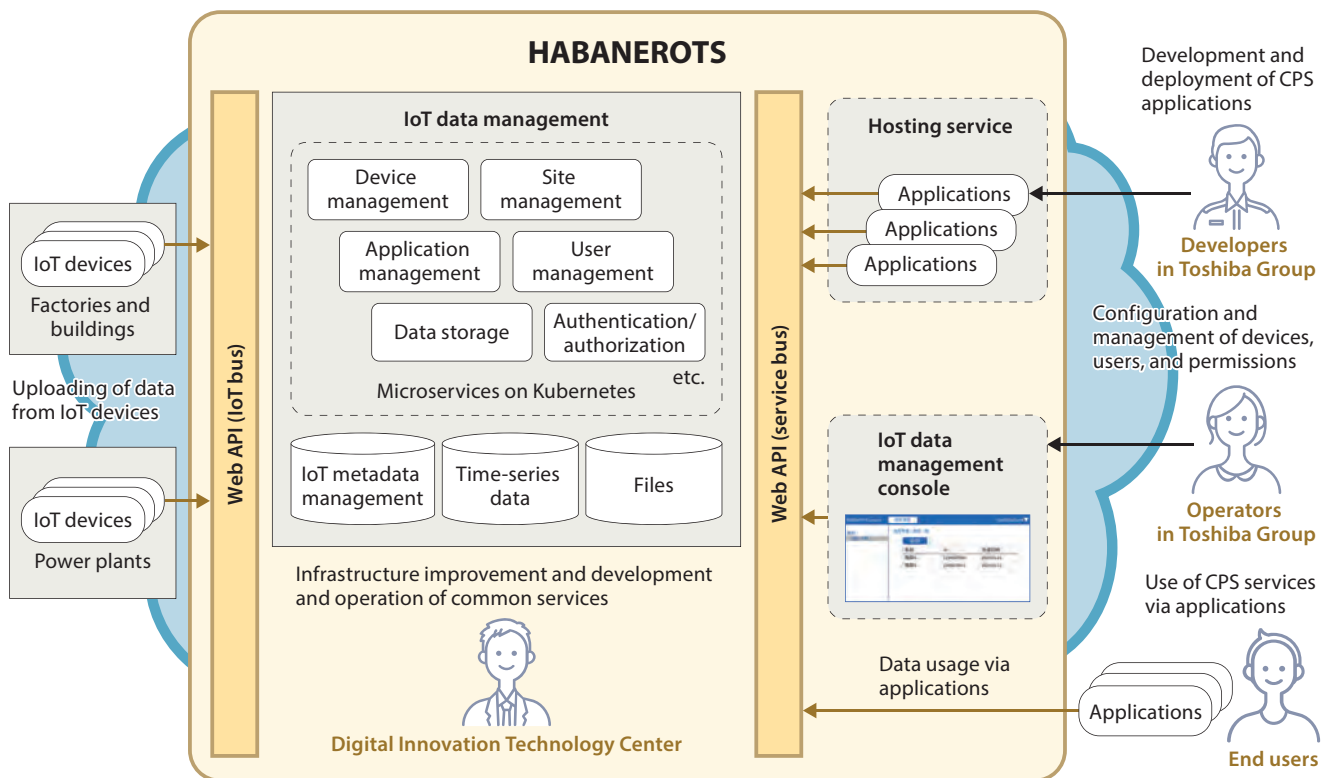 HABANEROTS
IoT devices
Factories and
buildings
Uploading of data
from IoT devices
IoT devices
Power plants
Web API (IoT bus)
IoT data management
Device
management
Site
management
Application
management
User
management
Data storage
Authentication/
authorization
etc.
Microservices on Kubernetes
IoT metadata
management
Time-series
data
Files
Infrastructure improvement and development
and operation of common services
Digital Innovation Technology Center
Web API (service bus)
Hosting service
Applications
Applications
Applications
IoT data
management
console
Data usage via
applications
Development and
deployment of CPS
applications
Developers
in Toshiba Group
Configuration and
management of devices,
users, and permissions
Operators
in Toshiba Group
Use of CPS services
via applications
Applications
End users